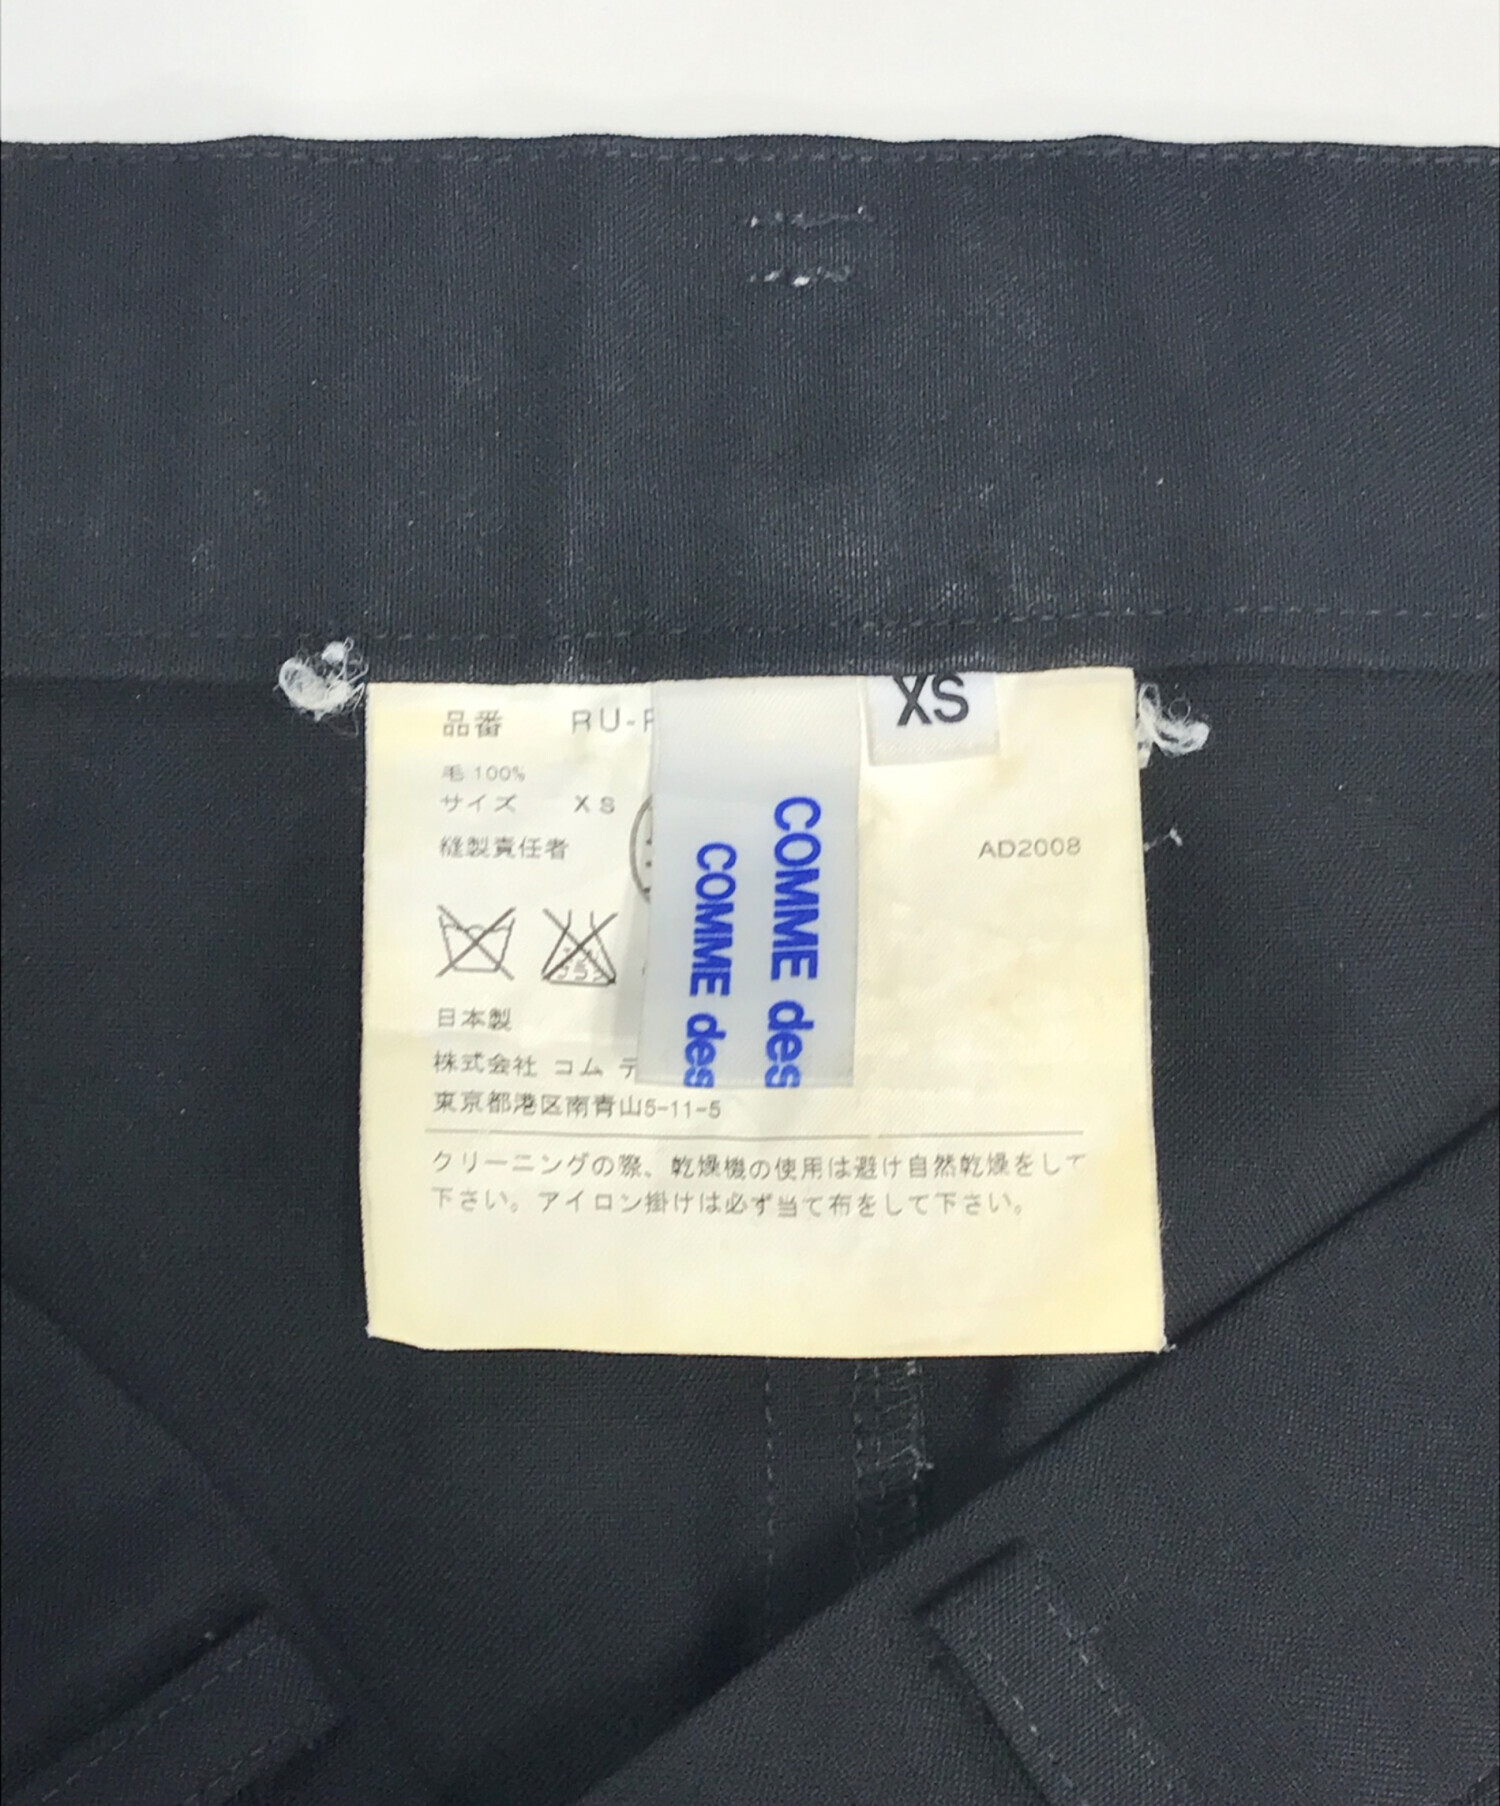 XS
品番 RU-P
毛 100%
サイズ XS
縫製責任者
AD2008
COMME des
COMME des
日本製
株式会社 コム デ
東京都港区南青山5-11-5
クリーニングの際、乾燥機の使用は避け自然乾燥をして
下さい。アイロン掛けは必ず当て布をして下さい。